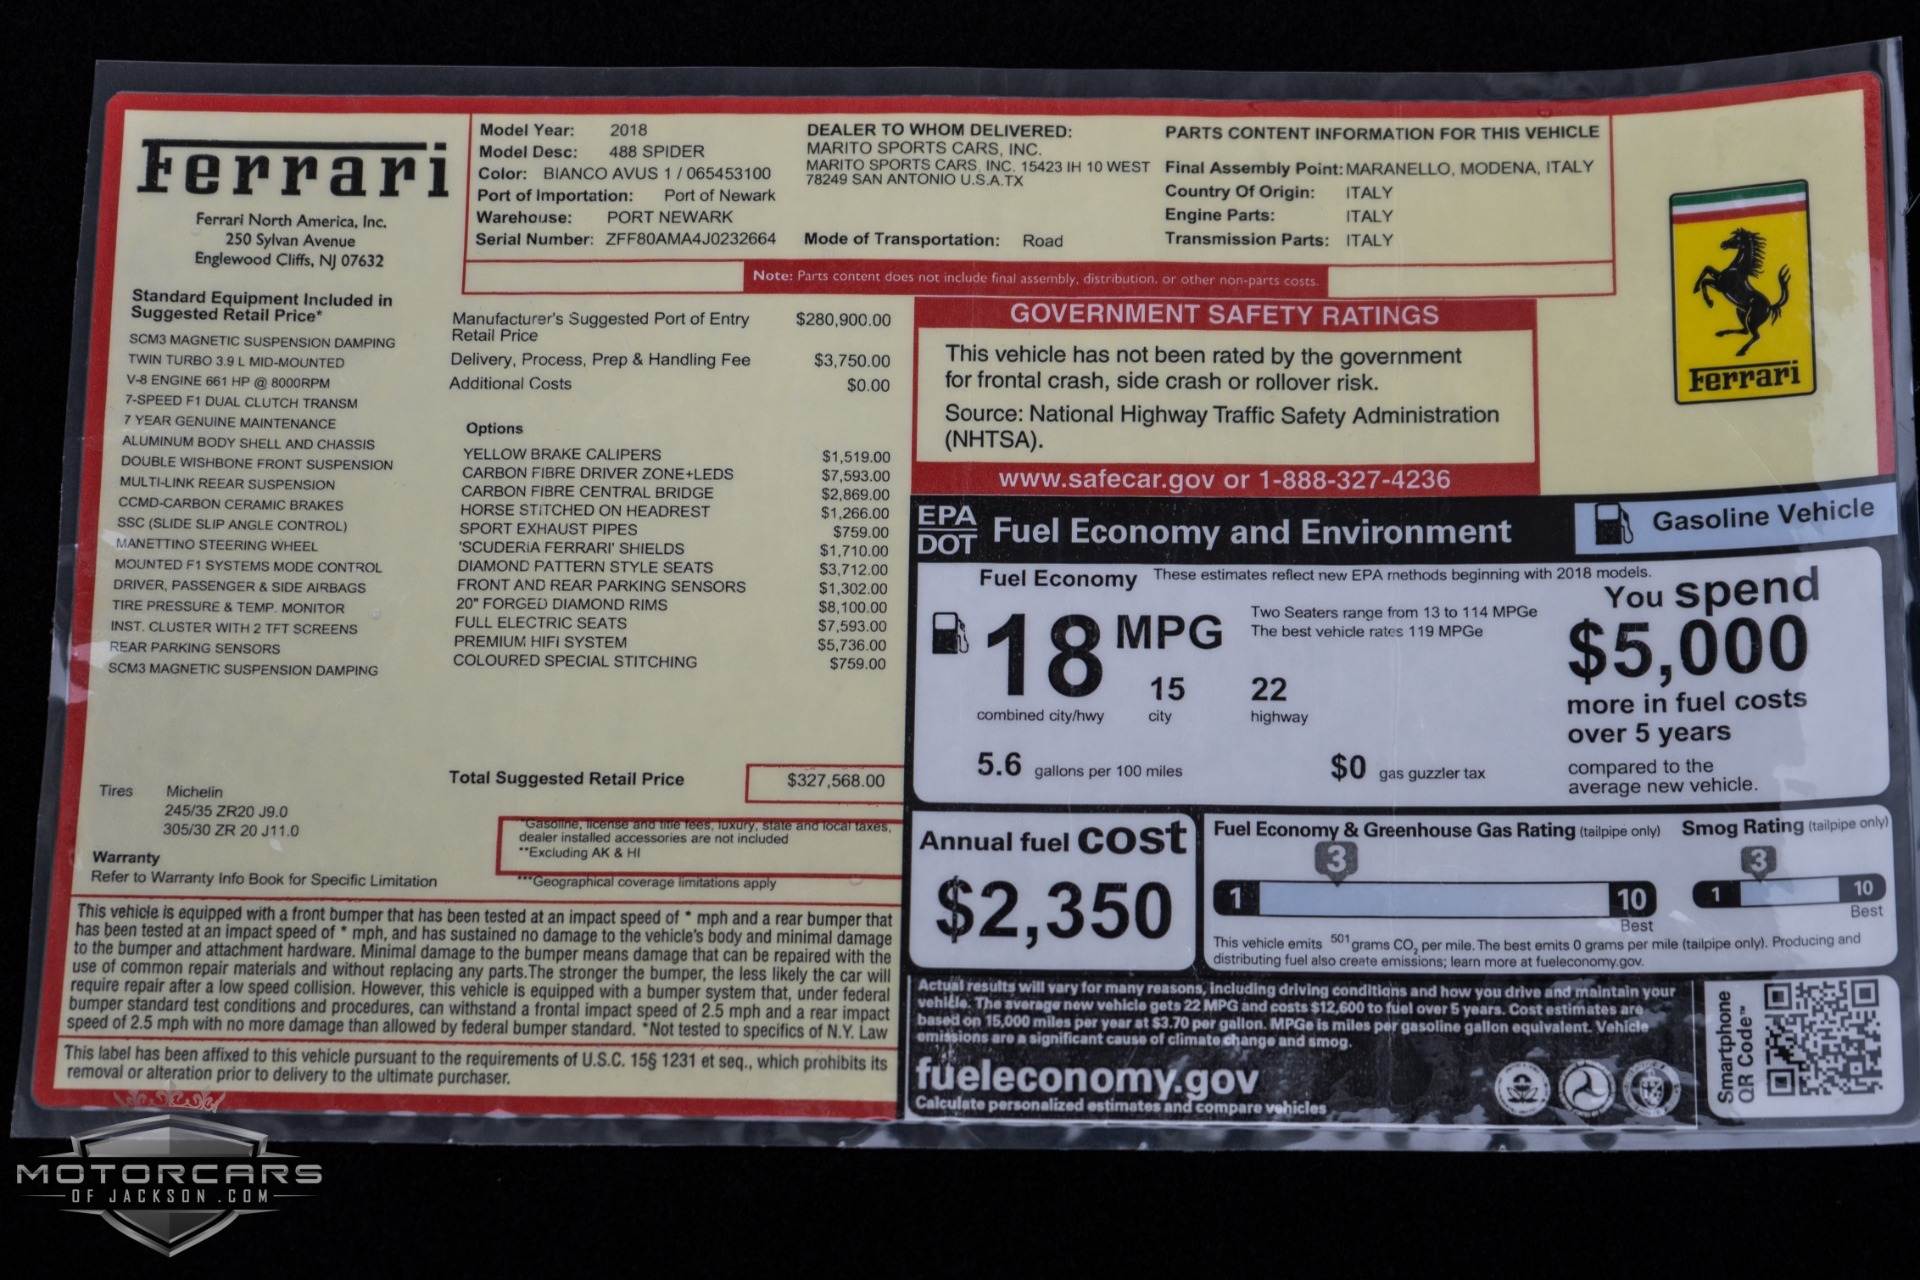 Ferrari
Ferrari North America, Inc.
250 Sylvan Avenue
Englewood Cliffs, NJ 07632
Model Year: 2018
Model Desc: 488 SPIDER
Color: BIANCO AVUS 1 / 065453100
Port of Importation: Port of Newark
Warehouse: PORT NEWARK
Serial Number: ZFF80AMA4J0232664
DEALER TO WHOM DELIVERED:
MARITO SPORTS CARS, INC.
MARITO SPORTS CARS, INC. 15423 IH 10 WEST
78249 SAN ANTONIO U.S.A.TX
Mode of Transportation: Road
PARTS CONTENT INFORMATION FOR THIS VEHICLE
Final Assembly Point: MARANELLO, MODENA, ITALY
Country Of Origin: ITALY
Engine Parts: ITALY
Transmission Parts: ITALY
Note: Parts content does not include final assembly, distribution, or other non-parts costs.
Ferrari
Standard Equipment Included in
Suggested Retail Price*
SCM3 MAGNETIC SUSPENSION DAMPING
TWIN TURBO 3.9 L MID-MOUNTED
V-8 ENGINE 661 HP @ 8000RPM
7-SPEED F1 DUAL CLUTCH TRANSM
7 YEAR GENUINE MAINTENANCE
ALUMINUM BODY SHELL AND CHASSIS
DOUBLE WISHBONE FRONT SUSPENSION
MULTI-LINK REEAR SUSPENSION
CCMD-CARBON CERAMIC BRAKES
SSC (SLIDE SLIP ANGLE CONTROL)
MANETTINO STEERING WHEEL
MOUNTED F1 SYSTEMS MODE CONTROL
DRIVER, PASSENGER & SIDE AIRBAGS
TIRE PRESSURE & TEMP. MONITOR
INST. CLUSTER WITH 2 TFT SCREENS
REAR PARKING SENSORS
SCM3 MAGNETIC SUSPENSION DAMPING
Tires Michelin
245/35 ZR20 J9.0
305/30 ZR 20 J11.0
Warranty
Refer to Warranty Info Book for Specific Limitation
Manufacturer's Suggested Port of Entry $280,900.00
Retail Price
Delivery, Process, Prep & Handling Fee $3,750.00
Additional Costs $0.00
Options
YELLOW BRAKE CALIPERS $1,519.00
CARBON FIBRE DRIVER ZONE+LEDS $7,593.00
CARBON FIBRE CENTRAL BRIDGE $2,869.00
HORSE STITCHED ON HEADREST $1,266.00
SPORT EXHAUST PIPES $759.00
'SCUDERIA FERRARI' SHIELDS $1,710.00
DIAMOND PATTERN STYLE SEATS $3,712.00
FRONT AND REAR PARKING SENSORS $1,302.00
20" FORGED DIAMOND RIMS $8,100.00
FULL ELECTRIC SEATS $7,593.00
PREMIUM HIFI SYSTEM $5,736.00
COLOURED SPECIAL STITCHING $759.00
Total Suggested Retail Price $327,568.00
*Gasoline, license and title fees, luxury, state and local taxes,
dealer installed accessories are not included
**Excluding AK & HI
***Geographical coverage limitations apply
This vehicle is equipped with a front bumper that has been tested at an impact speed of * mph and a rear bumper that
has been tested at an impact speed of * mph, and has sustained no damage to the vehicle's body and minimal damage
to the bumper and attachment hardware. Minimal damage to the bumper means damage that can be repaired with the
use of common repair materials and without replacing any parts.The stronger the bumper, the less likely the car will
require repair after a low speed collision. However, this vehicle is equipped with a bumper system that, under federal
bumper standard test conditions and procedures, can withstand a frontal impact speed of 2.5 mph and a rear impact
speed of 2.5 mph with no more damage than allowed by federal bumper standard. *Not tested to specifics of N.Y. Law
This label has been affixed to this vehicle pursuant to the requirements of U.S.C. 15§ 1231 et seq., which prohibits its
removal or alteration prior to delivery to the ultimate purchaser.
GOVERNMENT SAFETY RATINGS
This vehicle has not been rated by the government
for frontal crash, side crash or rollover risk.
Source: National Highway Traffic Safety Administration
(NHTSA).
www.safecar.gov or 1-888-327-4236
EPA
DOT Fuel Economy and Environment
Gasoline Vehicle
Fuel Economy These estimates reflect new EPA methods beginning with 2018 models.
18 MPG
combined city/hwy
15
city
22
highway
Two Seaters range from 13 to 114 MPGe
The best vehicle rates 119 MPGe
5.6 gallons per 100 miles
$0 gas guzzler tax
You spend
$5,000
more in fuel costs
over 5 years
compared to the
average new vehicle.
Annual fuel cost
$2,350
Fuel Economy & Greenhouse Gas Rating (tailpipe only)
3
1 10
Best
Smog Rating (tailpipe only)
3
1 10
Best
This vehicle emits 501 grams CO2 per mile. The best emits 0 grams per mile (tailpipe only). Producing and
distributing fuel also create emissions; learn more at fueleconomy.gov.
Actual results will vary for many reasons, including driving conditions and how you drive and maintain your
vehicle. The average new vehicle gets 22 MPG and costs $12,600 to fuel over 5 years. Cost estimates are
based on 15,000 miles per year at $3.70 per gallon. MPGe is miles per gasoline gallon equivalent. Vehicle
emissions are a significant cause of climate change and smog.
fueleconomy.gov
Calculate personalized estimates and compare vehicles
Smartphone
QR Code™
MOTORCARS
OF JACKSON.COM